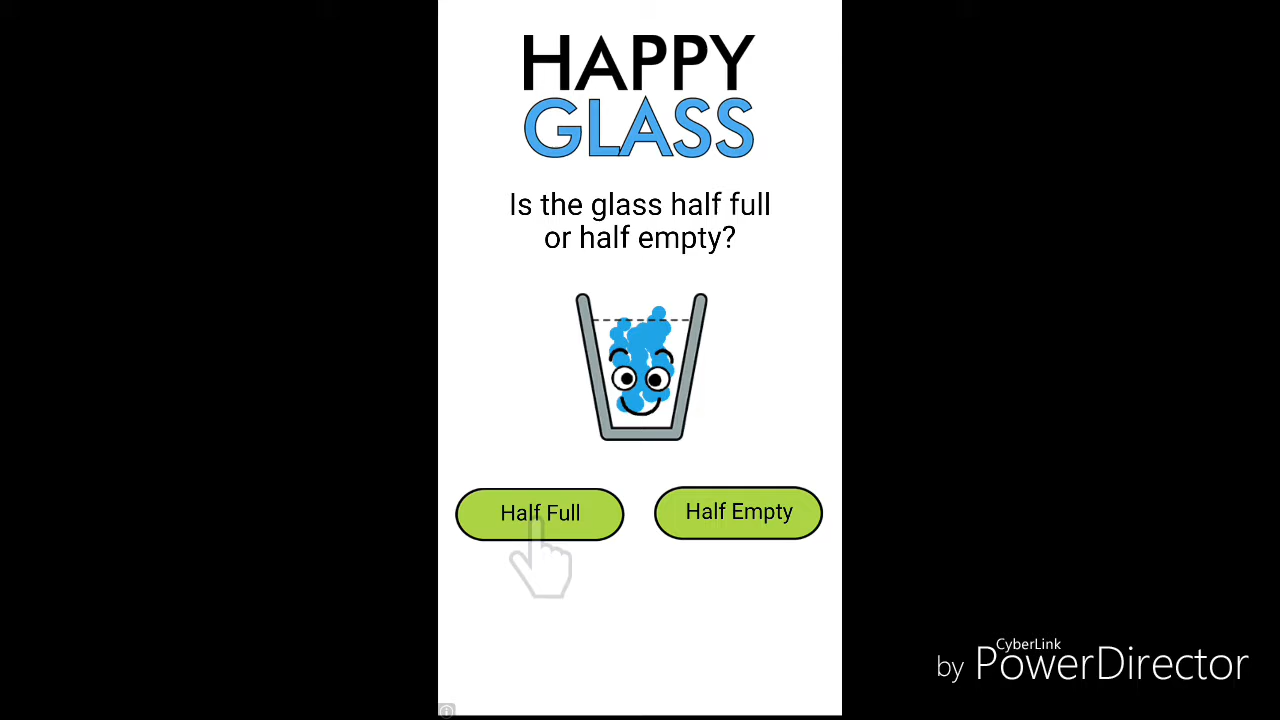 HAPPY
GLASS
Is the glass half full
or half empty?
Half Full
Half Empty
CyberLink
by PowerDirector